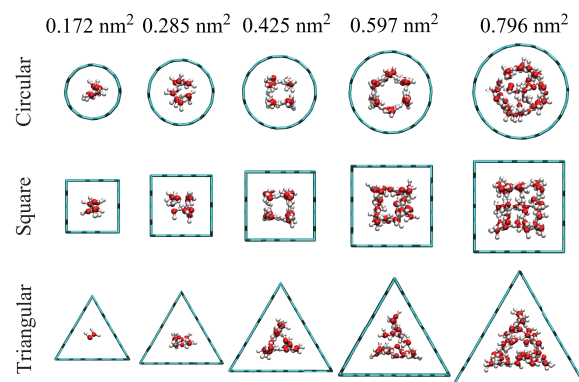 0.172 nm² 0.285 nm² 0.425 nm² 0.597 nm² 0.796 nm²
Circular
Square
Triangular